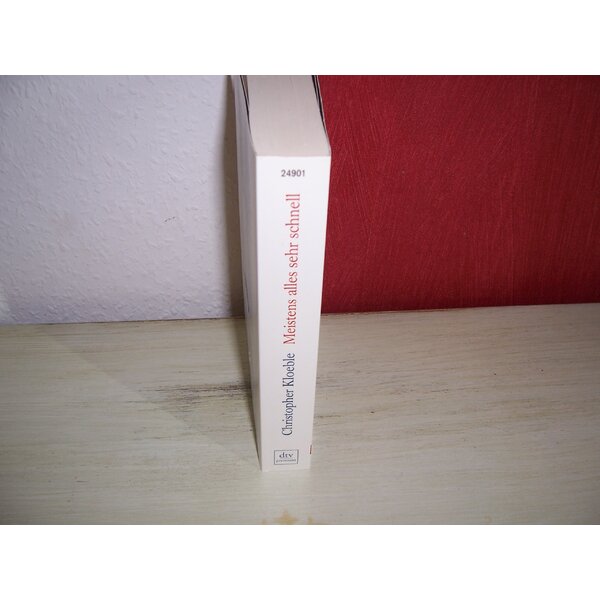 24901
Christopher Kloeble Meistens alles sehr schnell
dtv